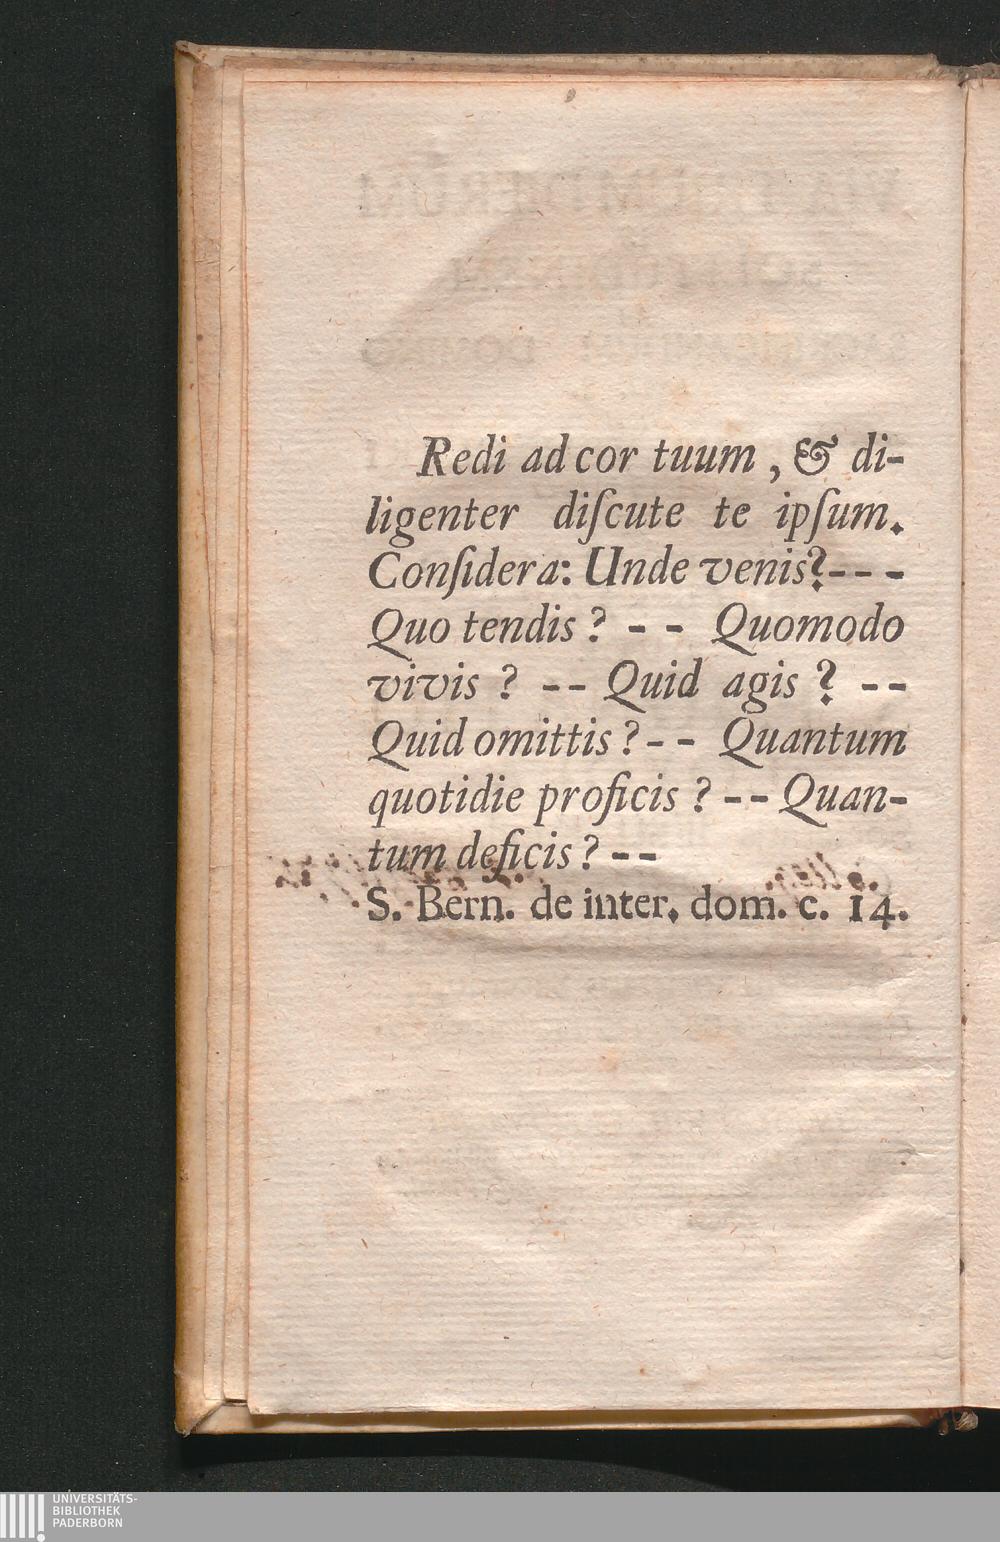 Redi ad cor tuum, & di-
ligenter diſcute te ipſum.
Conſidera: Unde venis?---
Quo tendis? -- Quomodo
vivis? -- Quid agis? --
Quid omittis?-- Quantum
quotidie proficis? -- Quan-
tum deficis? --
S. Bern. de inter. dom. c. 14.
UNIVERSITÄTS-
BIBLIOTHEK
PADERBORN